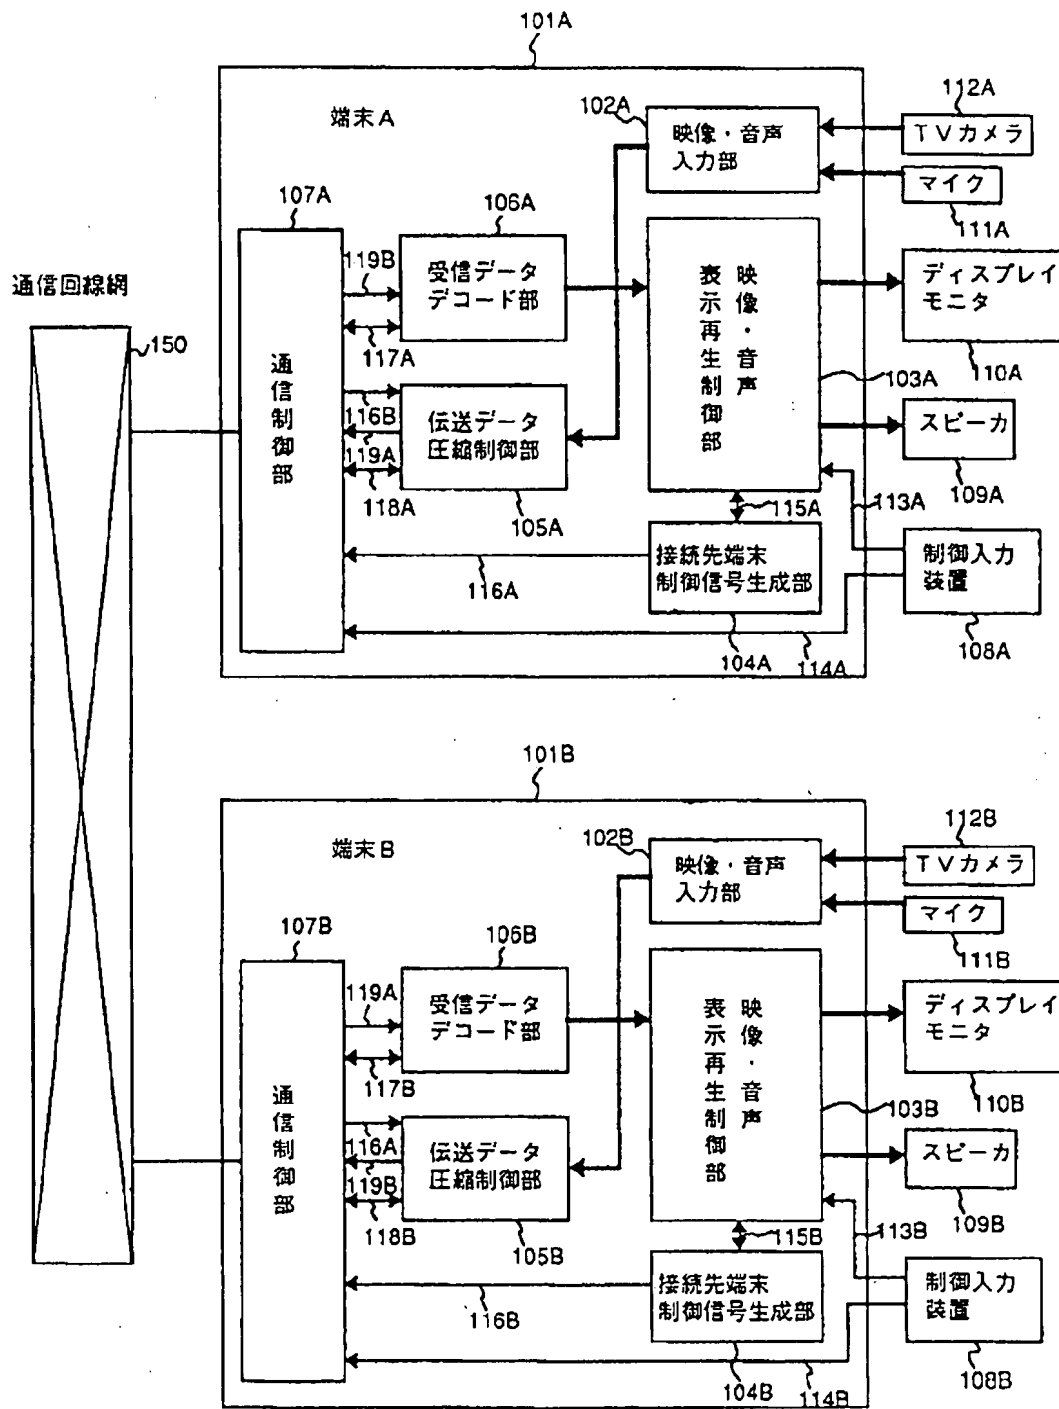 101A
端末A
102A
映像・音声
入力部
112A
TVカメラ
マイク
111A
107A
106A
通信回線網
150
119B
受信データ
デコード部
117A
映像・音声
表示再生制御部
ディスプレイ
モニタ
110A
103A
通信制御部
116B
119A
118A
伝送データ
圧縮制御部
105A
スピーカ
109A
115A
113A
接続先端末
制御信号生成部
116A
104A
114A
制御入力
装置
108A
101B
端末B
102B
映像・音声
入力部
112B
TVカメラ
マイク
111B
107B
106B
119A
受信データ
デコード部
117B
映像・音声
表示再生制御部
ディスプレイ
モニタ
110B
103B
通信制御部
116A
119B
118B
伝送データ
圧縮制御部
105B
スピーカ
109B
115B
113B
接続先端末
制御信号生成部
116B
104B
114B
制御入力
装置
108B